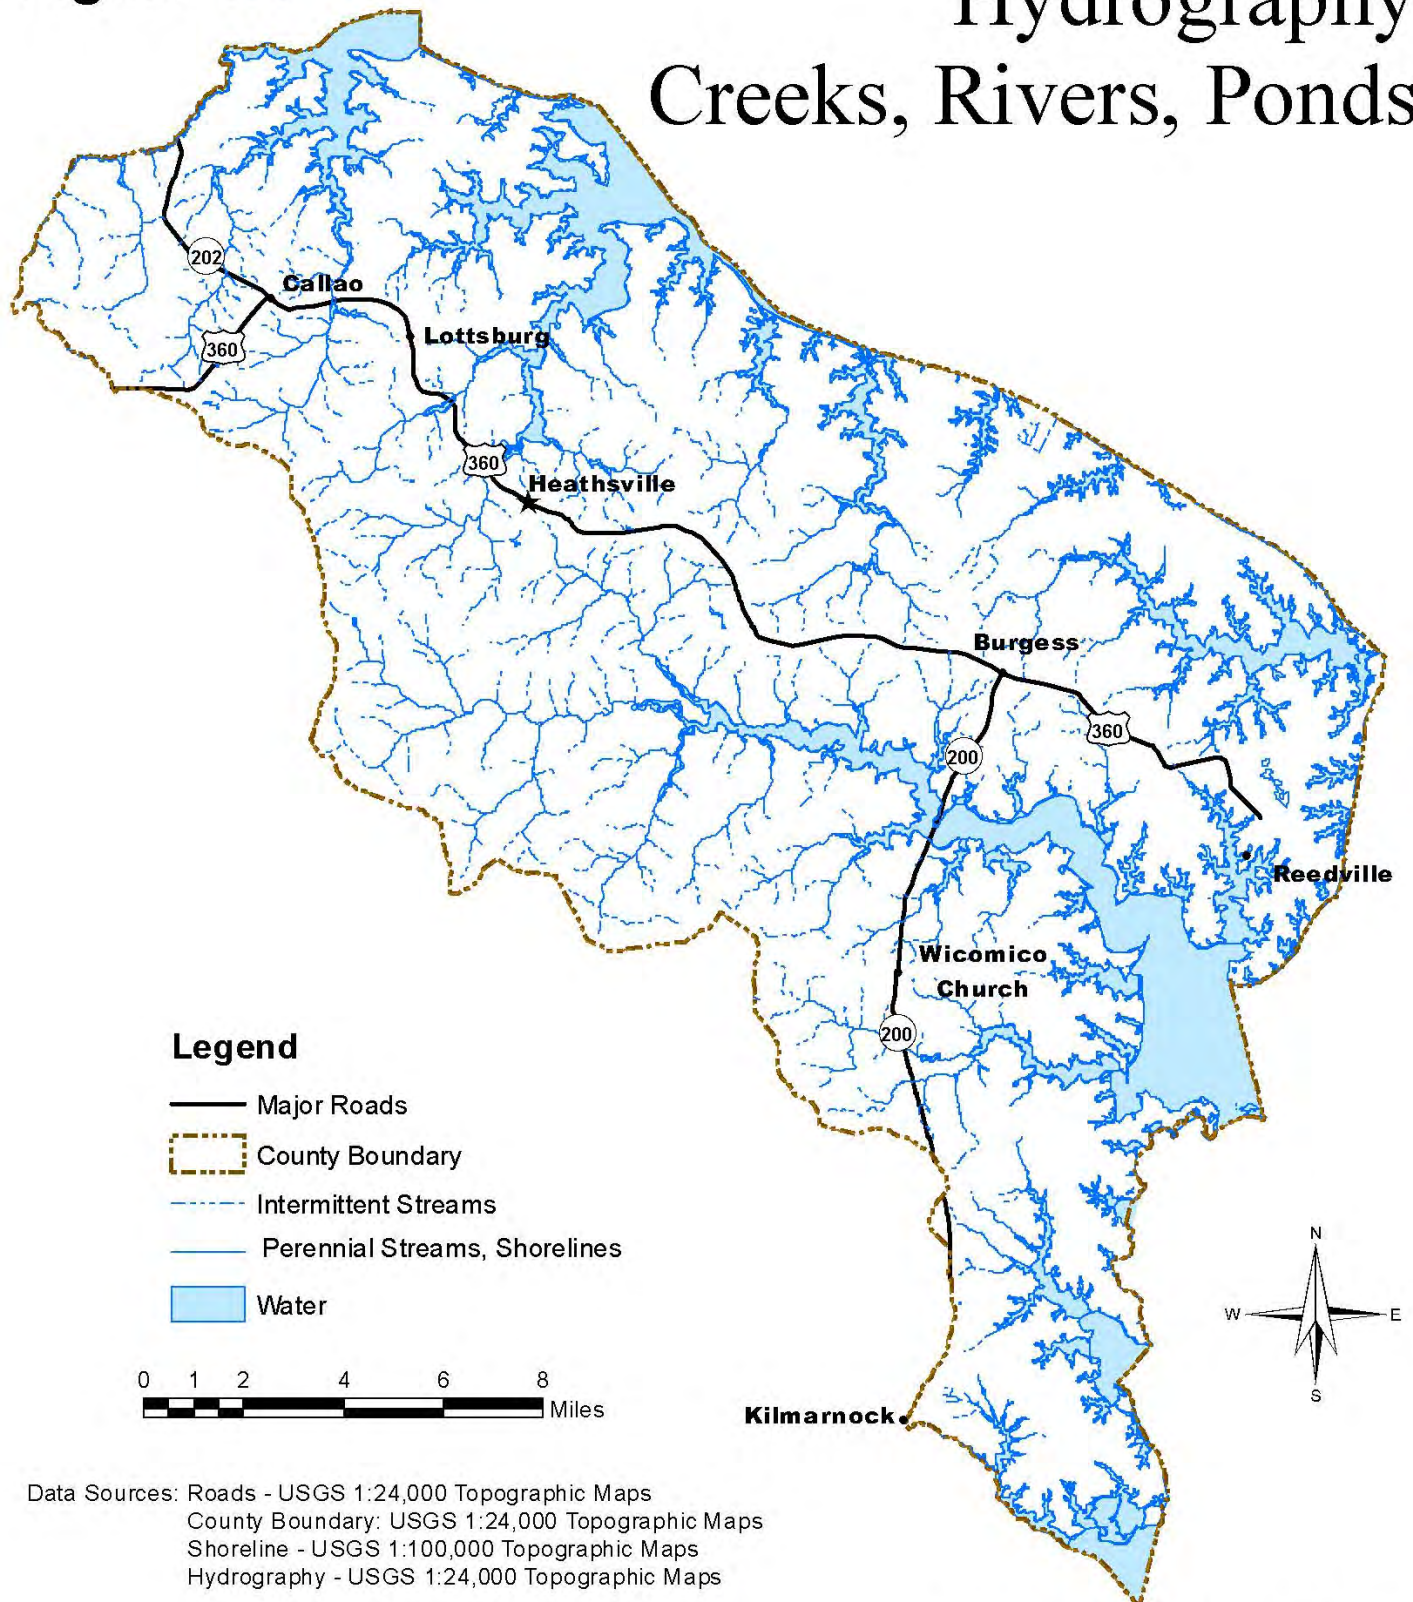 Hydrography
Creeks, Rivers, Ponds
202
Callao
360
Lottsburg
360
Heathsville
Burgess
360
200
Reedville
Wicomico
Church
200
Legend
Major Roads
County Boundary
Intermittent Streams
Perennial Streams, Shorelines
Water
0 1 2 4 6 8
Miles
N
W E
S
Kilmarnock
Data Sources: Roads - USGS 1:24,000 Topographic Maps
County Boundary: USGS 1:24,000 Topographic Maps
Shoreline - USGS 1:100,000 Topographic Maps
Hydrography - USGS 1:24,000 Topographic Maps